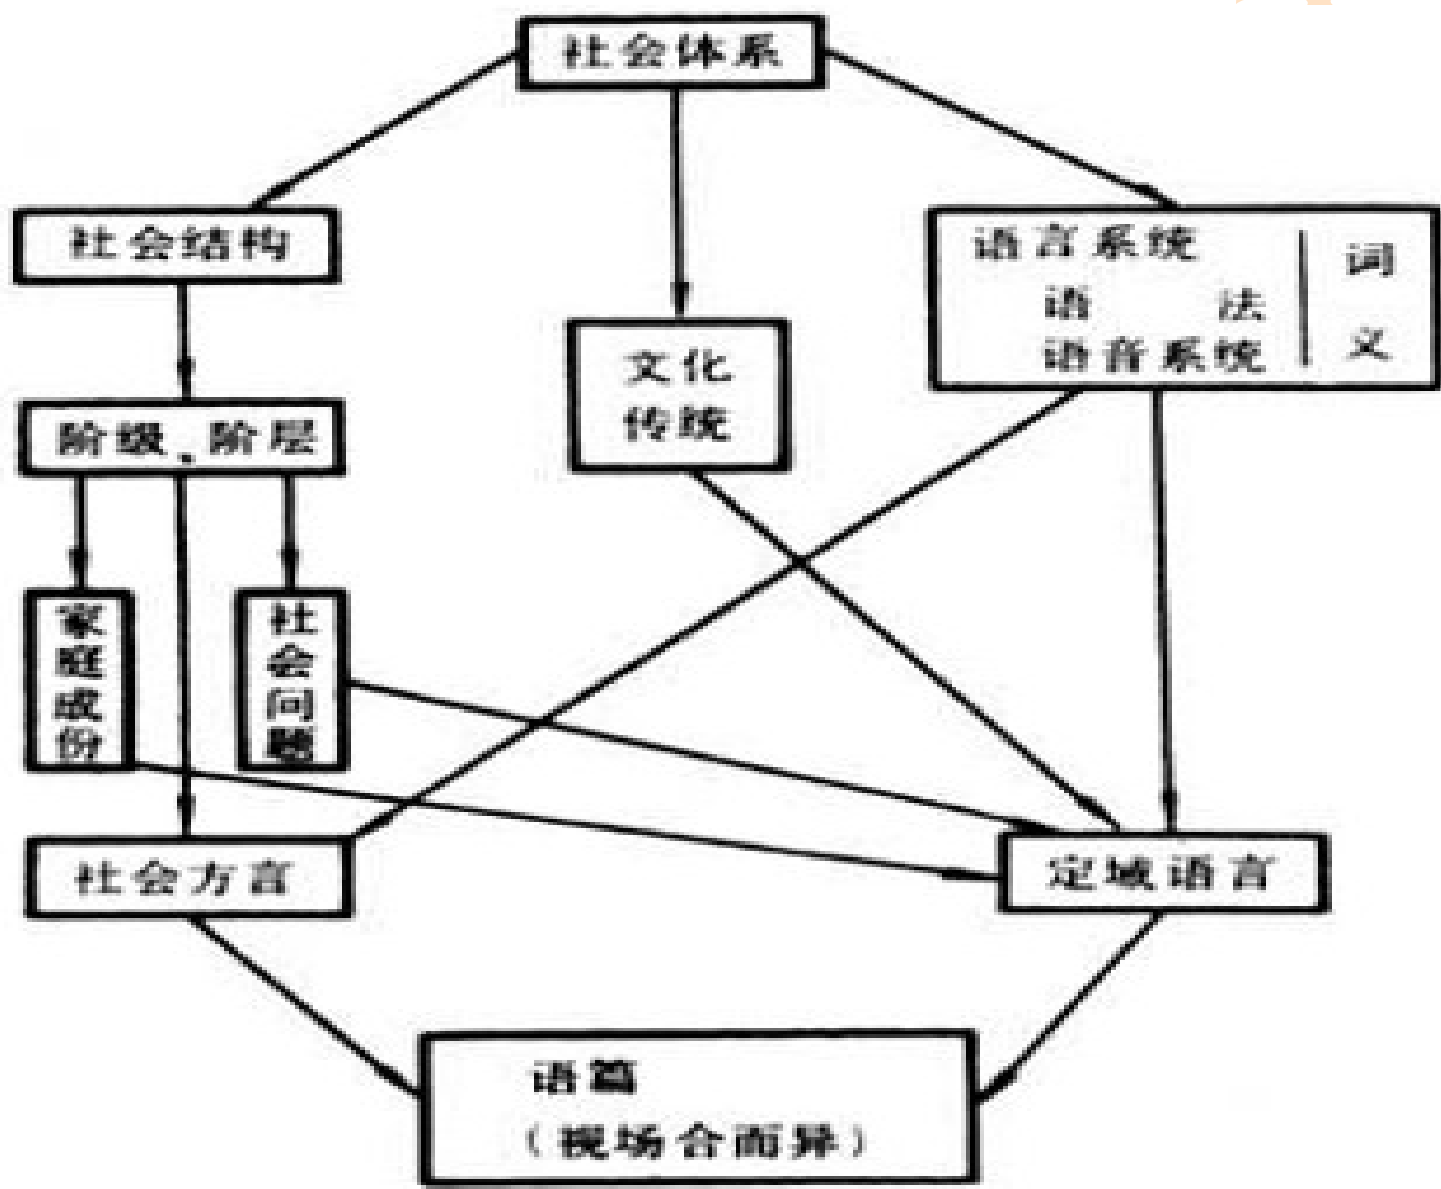 社会体系
社会结构
语言系统
语法
语音系统
词义
文化
传统
阶级、阶层
家庭成份
社会问题
社会方言
定域语言
语篇
（视场合而异）